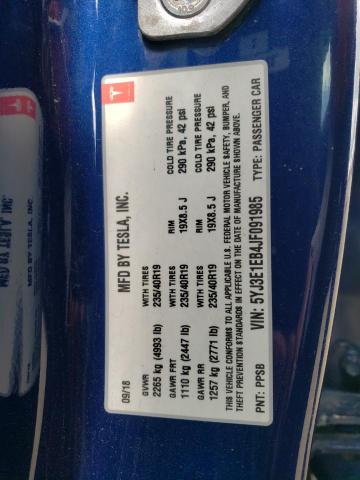 MFD BY TESLA, INC.
09/18
GVWR WITH TIRES RIM COLD TIRE PRESSURE
2265 kg (4993 lb) 235/40R19 19X8.5 J 290 kPa, 42 psi
GAWR FRT WITH TIRES RIM COLD TIRE PRESSURE
1110 kg (2447 lb) 235/40R19 19X8.5 J 290 kPa, 42 psi
GAWR RR WITH TIRES
1257 kg (2771 lb) 235/40R19
THIS VEHICLE CONFORMS TO ALL APPLICABLE U.S. FEDERAL MOTOR VEHICLE SAFETY, BUMPER, AND
THEFT PREVENTION STANDARDS IN EFFECT ON THE DATE OF MANUFACTURE SHOWN ABOVE.
PNT: PPSB VIN: 5YJ3E1EB4JF091985 TYPE: PASSENGER CAR